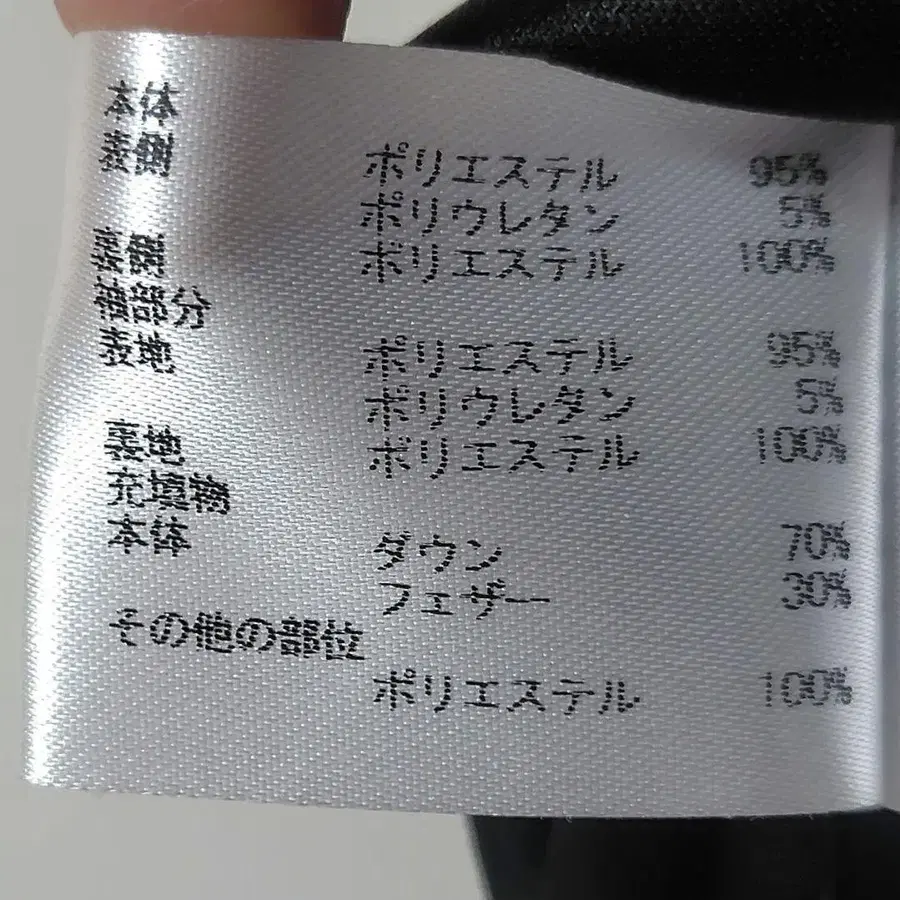 本体
表側 ポリエステル 95%
ポリウレタン 5%
裏側 ポリエステル 100%
袖部分
表地 ポリエステル 95%
ポリウレタン 5%
裏地 ポリエステル 100%
充填物
本体 ダウン 70%
フェザー 30%
その他の部位
ポリエステル 100%